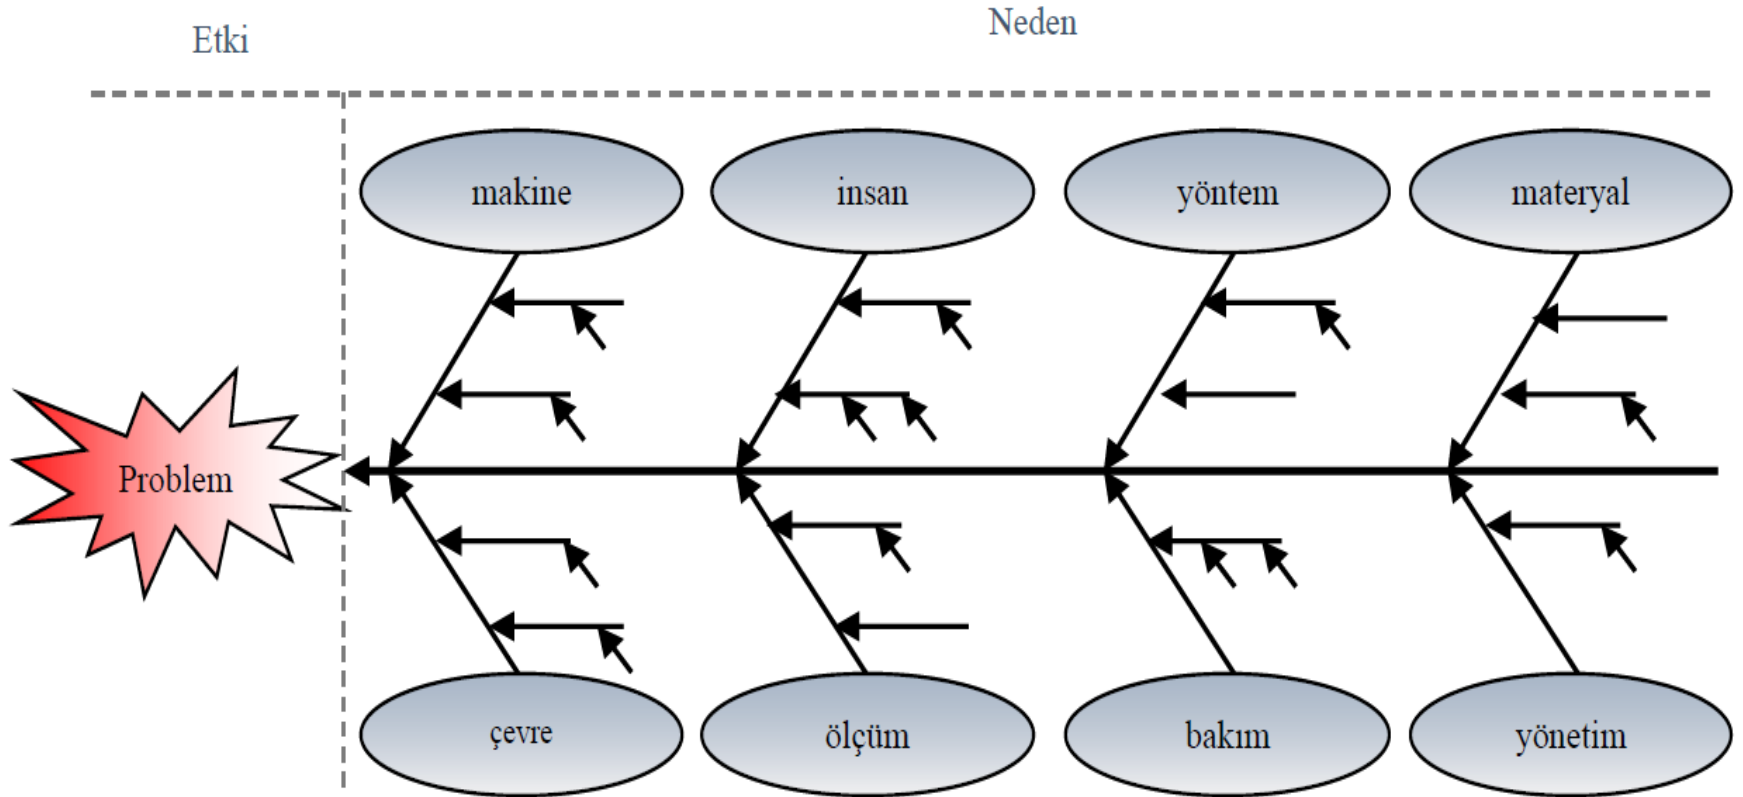 Etki
Neden
makine
insan
yöntem
materyal
Problem
çevre
ölçüm
bakım
yönetim